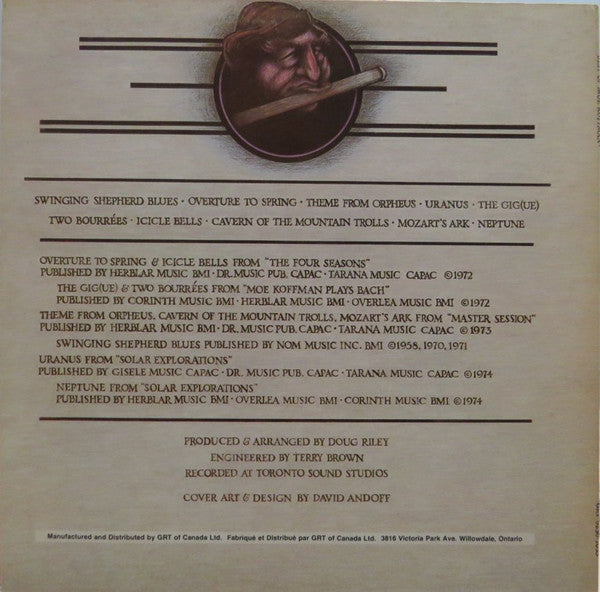 SWINGING SHEPHERD BLUES · OVERTURE TO SPRING · THEME FROM ORPHEUS · URANUS · THE GIG(UE)
TWO BOURRÉES · ICICLE BELLS · CAVERN OF THE MOUNTAIN TROLLS · MOZART'S ARK · NEPTUNE
OVERTURE TO SPRING & ICICLE BELLS FROM "THE FOUR SEASONS"
PUBLISHED BY HERBLAR MUSIC BMI · DR.MUSIC PUB. CAPAC · TARANA MUSIC CAPAC ©1972
THE GIG(UE) & TWO BOURRÉES FROM "MOE KOFFMAN PLAYS BACH"
PUBLISHED BY CORINTH MUSIC BMI · HERBLAR MUSIC BMI · OVERLEA MUSIC BMI ©1972
THEME FROM ORPHEUS, CAVERN OF THE MOUNTAIN TROLLS, MOZART'S ARK FROM "MASTER SESSION"
PUBLISHED BY HERBLAR MUSIC BMI · DR. MUSIC PUB. CAPAC · TARANA MUSIC CAPAC ©1973
SWINGING SHEPHERD BLUES PUBLISHED BY NOM MUSIC INC. BMI ©1958, 1970, 1971
URANUS FROM "SOLAR EXPLORATIONS"
PUBLISHED BY GISELE MUSIC CAPAC · DR. MUSIC PUB. CAPAC · TARANA MUSIC CAPAC ©1974
NEPTUNE FROM "SOLAR EXPLORATIONS"
PUBLISHED BY HERBLAR MUSIC BMI · OVERLEA MUSIC BMI · CORINTH MUSIC BMI ©1974
PRODUCED & ARRANGED BY DOUG RILEY
ENGINEERED BY TERRY BROWN
RECORDED AT TORONTO SOUND STUDIOS
COVER ART & DESIGN BY DAVID ANDOFF
Manufactured and Distributed by GRT of Canada Ltd. Fabriqué et Distribué par GRT of Canada Ltd. 3816 Victoria Park Ave. Willowdale, Ontario